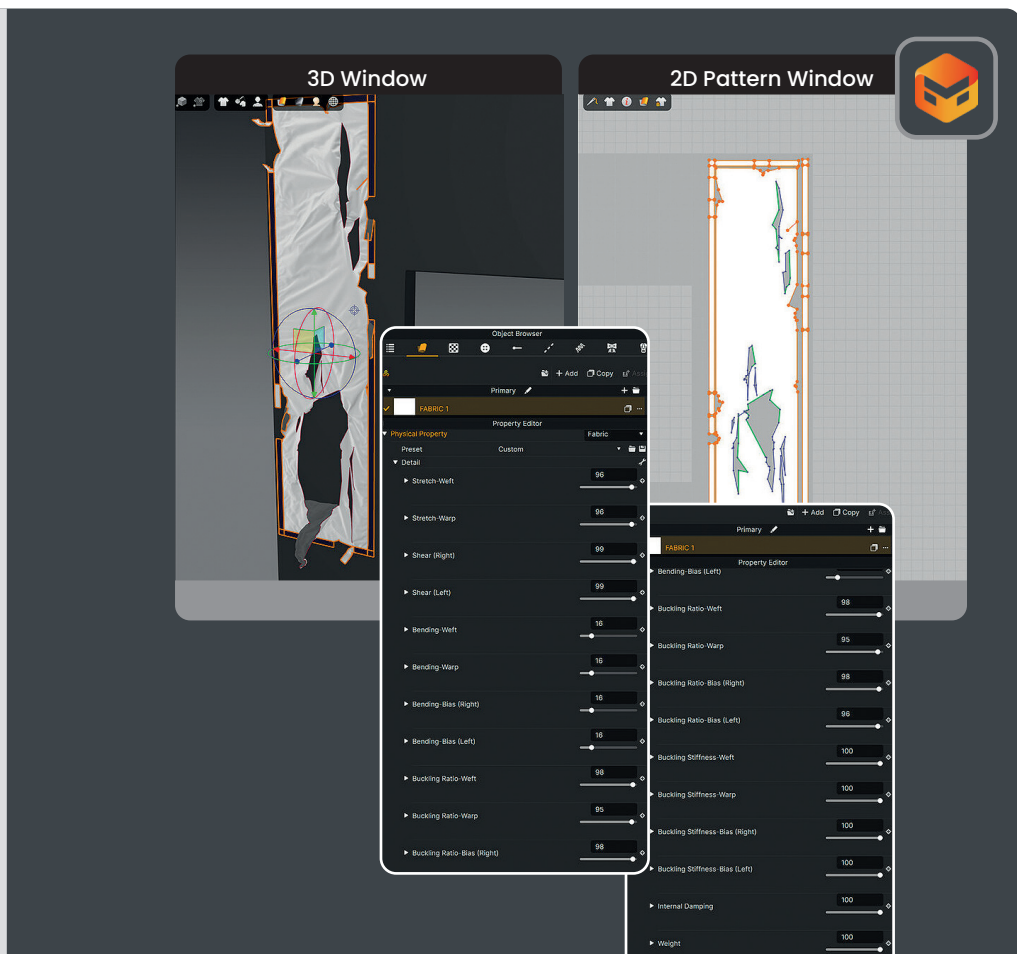 3D Window
2D Pattern Window
Object Browser
+ Add
Copy
Primary
FABRIC 1
Property Editor
Physical Property
Fabric
Preset
Custom
Detail
Stretch-Weft
96
Stretch-Warp
96
Shear (Right)
99
Shear (Left)
99
Bending-Weft
16
Bending-Warp
16
Bending-Bias (Right)
16
Bending-Bias (Left)
16
Buckling Ratio-Weft
98
Buckling Ratio-Warp
95
Buckling Ratio-Bias (Right)
98
+ Add
Copy
Primary
FABRIC 1
Property Editor
Bending-Bias (Left)
Buckling Ratio-Weft
98
Buckling Ratio-Warp
95
Buckling Ratio-Bias (Right)
98
Buckling Ratio-Bias (Left)
96
Buckling Stiffness-Weft
100
Buckling Stiffness-Warp
100
Buckling Stiffness-Bias (Right)
100
Buckling Stiffness-Bias (Left)
100
Internal Damping
100
Weight
100